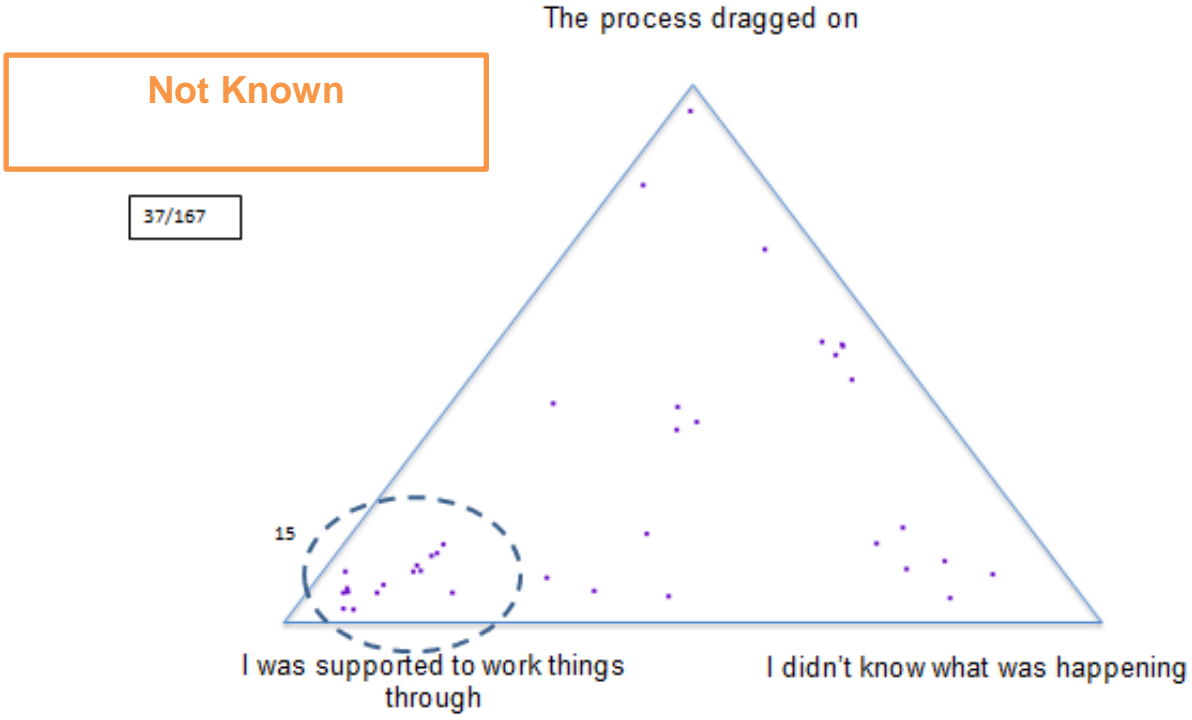 The process dragged on
Not Known
37/167
15
I was supported to work things
through
I didn't know what was happening